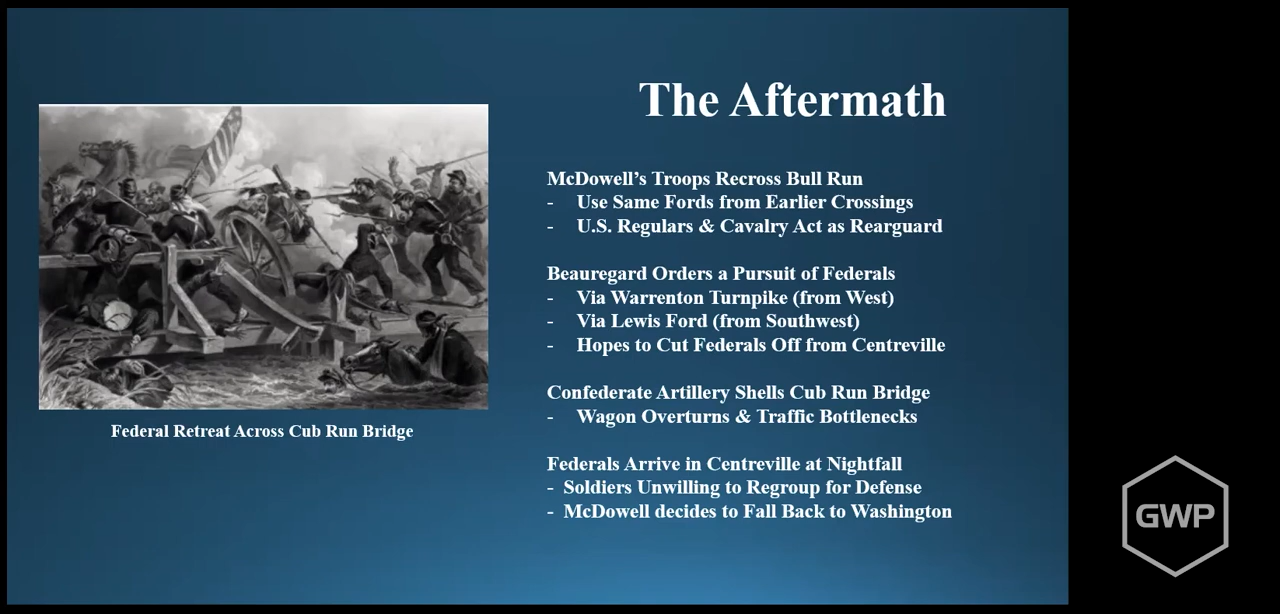 The Aftermath
McDowell’s Troops Recross Bull Run
- Use Same Fords from Earlier Crossings
- U.S. Regulars & Cavalry Act as Rearguard
Beauregard Orders a Pursuit of Federals
- Via Warrenton Turnpike (from West)
- Via Lewis Ford (from Southwest)
- Hopes to Cut Federals Off from Centreville
Confederate Artillery Shells Cub Run Bridge
- Wagon Overturns & Traffic Bottlenecks
Federals Arrive in Centreville at Nightfall
- Soldiers Unwilling to Regroup for Defense
- McDowell decides to Fall Back to Washington
Federal Retreat Across Cub Run Bridge
GWP